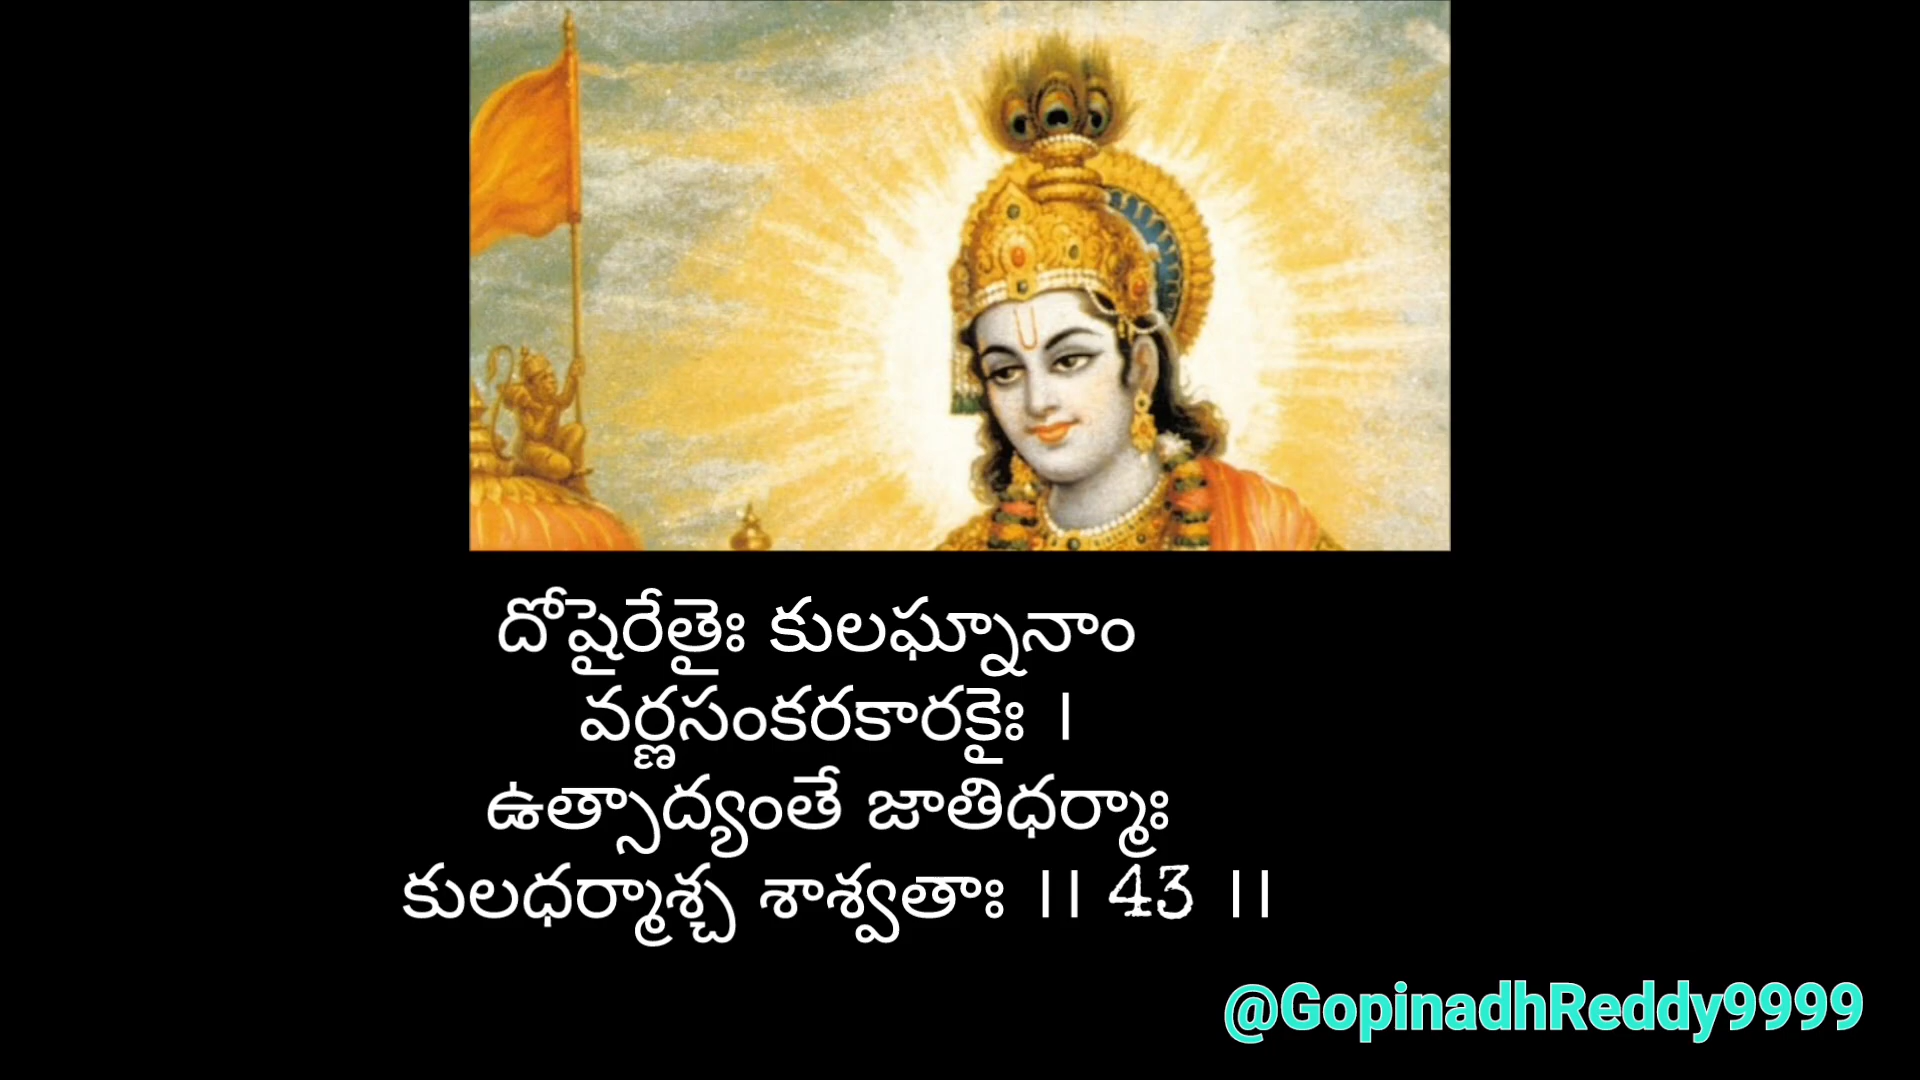 దోషైరేతైః కులఘ్నానాం
వర్ణసంకరకారకైః ।
ఉత్సాద్యంతే జాతిధర్మాః
కులధర్మాశ్చ శాశ్వతాః ।। 43 ।।
@GopinadhReddy9999